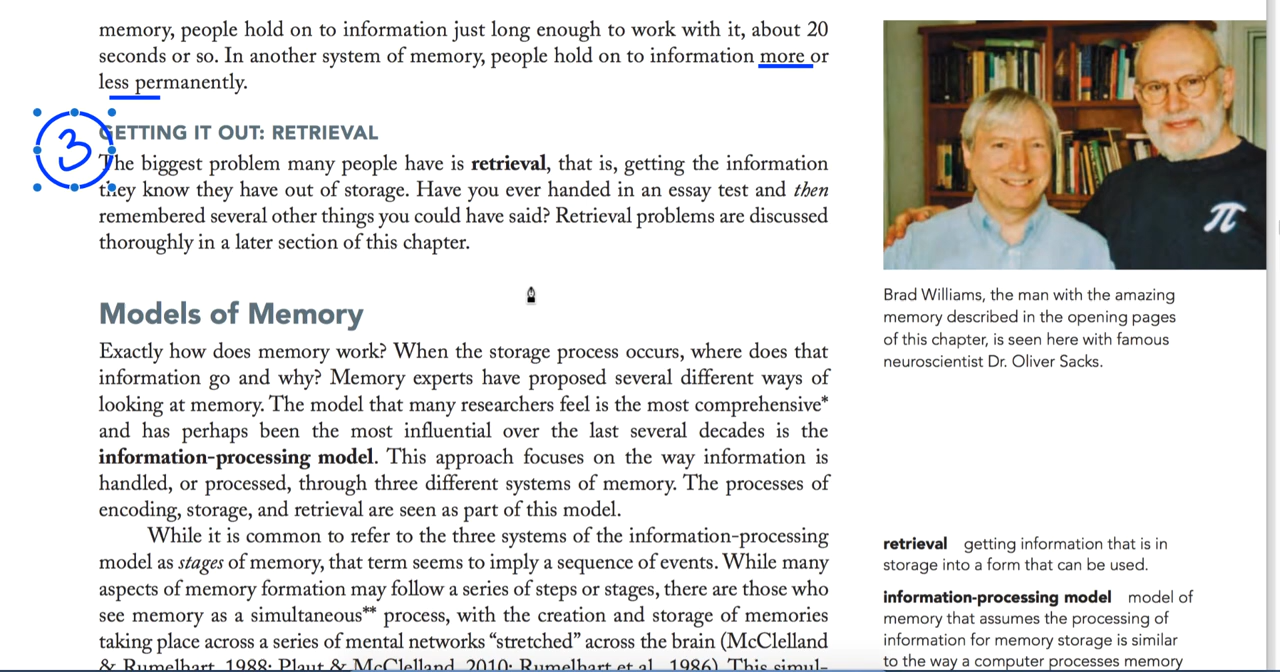 memory, people hold on to information just long enough to work with it, about 20
seconds or so. In another system of memory, people hold on to information more or
less permanently.
3
GETTING IT OUT: RETRIEVAL
The biggest problem many people have is retrieval, that is, getting the information
they know they have out of storage. Have you ever handed in an essay test and then
remembered several other things you could have said? Retrieval problems are discussed
thoroughly in a later section of this chapter.
Models of Memory
Exactly how does memory work? When the storage process occurs, where does that
information go and why? Memory experts have proposed several different ways of
looking at memory. The model that many researchers feel is the most comprehensive*
and has perhaps been the most influential over the last several decades is the
information-processing model. This approach focuses on the way information is
handled, or processed, through three different systems of memory. The processes of
encoding, storage, and retrieval are seen as part of this model.
While it is common to refer to the three systems of the information-processing
model as stages of memory, that term seems to imply a sequence of events. While many
aspects of memory formation may follow a series of steps or stages, there are those who
see memory as a simultaneous** process, with the creation and storage of memories
taking place across a series of mental networks “stretched” across the brain (McClelland
& Rumelhart, 1988; Plaut & McClelland, 2010; Rumelhart et al., 1986). This simul-
π
Brad Williams, the man with the amazing
memory described in the opening pages
of this chapter, is seen here with famous
neuroscientist Dr. Oliver Sacks.
retrieval getting information that is in
storage into a form that can be used.
information-processing model model of
memory that assumes the processing of
information for memory storage is similar
to the way a computer processes memory